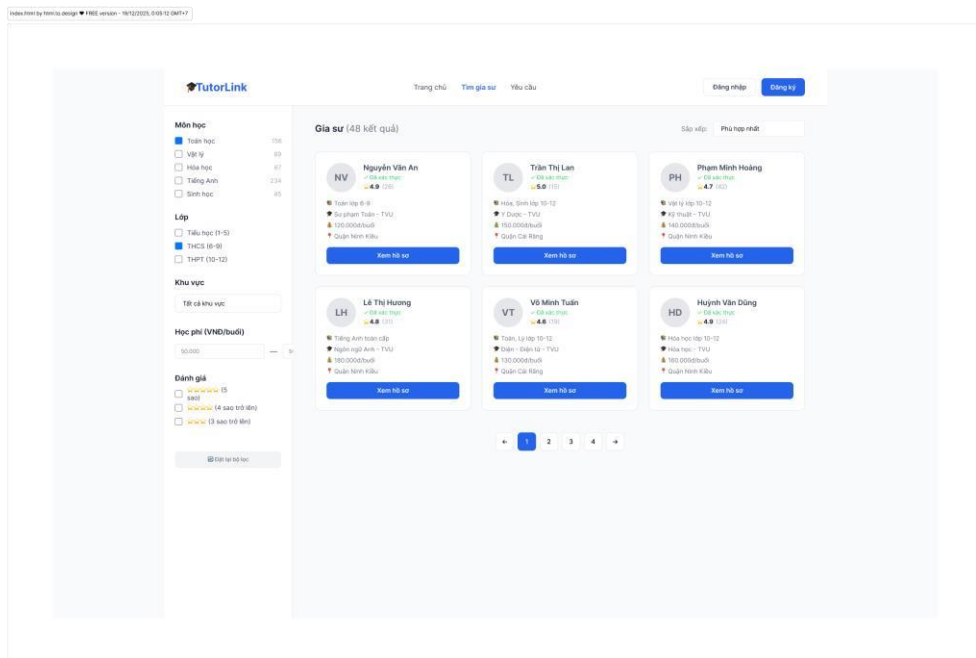 index.html by html.to.design ❤ FREE version - 19/12/2025, 0:05:12 GMT+7
TutorLink
Trang chủ Tìm gia sư Yêu cầu
Đăng nhập Đăng ký
Môn học
Toán học 156
Vật lý 89
Hóa học 67
Tiếng Anh 234
Sinh học 45
Lớp
Tiểu học (1-5)
THCS (6-9)
THPT (10-12)
Khu vực
Tất cả khu vực
Học phí (VNĐ/buổi)
50.000 —
Đánh giá
(5
sao)
(4 sao trở lên)
(3 sao trở lên)
Đặt lại bộ lọc
Gia sư (48 kết quả)
Sắp xếp: Phù hợp nhất
NV
Nguyễn Văn An
✓ Đã xác thực
4.9 (28)
Toán lớp 6-9
Sư phạm Toán - TVU
120.000đ/buổi
Quận Ninh Kiều
Xem hồ sơ
TL
Trần Thị Lan
✓ Đã xác thực
5.0 (15)
Hóa, Sinh lớp 10-12
Y Dược - TVU
150.000đ/buổi
Quận Cái Răng
Xem hồ sơ
PH
Phạm Minh Hoàng
✓ Đã xác thực
4.7 (42)
Vật lý lớp 10-12
Kỹ thuật - TVU
140.000đ/buổi
Quận Ninh Kiều
Xem hồ sơ
LH
Lê Thị Hương
✓ Đã xác thực
4.8
Tiếng Anh toàn cấp
Ngôn ngữ Anh - TVU
180.000đ/buổi
Quận Ninh Kiều
Xem hồ sơ
VT
Võ Minh Tuấn
✓ Đã xác thực
4.6 (19)
Toán, Lý lớp 10-12
Điện - Điện tử - TVU
130.000đ/buổi
Quận Cái Răng
Xem hồ sơ
HD
Huỳnh Văn Dũng
✓ Đã xác thực
4.9 (24)
Hóa học lớp 10-12
Hóa học - TVU
160.000đ/buổi
Quận Ninh Kiều
Xem hồ sơ
← 1 2 3 4 →